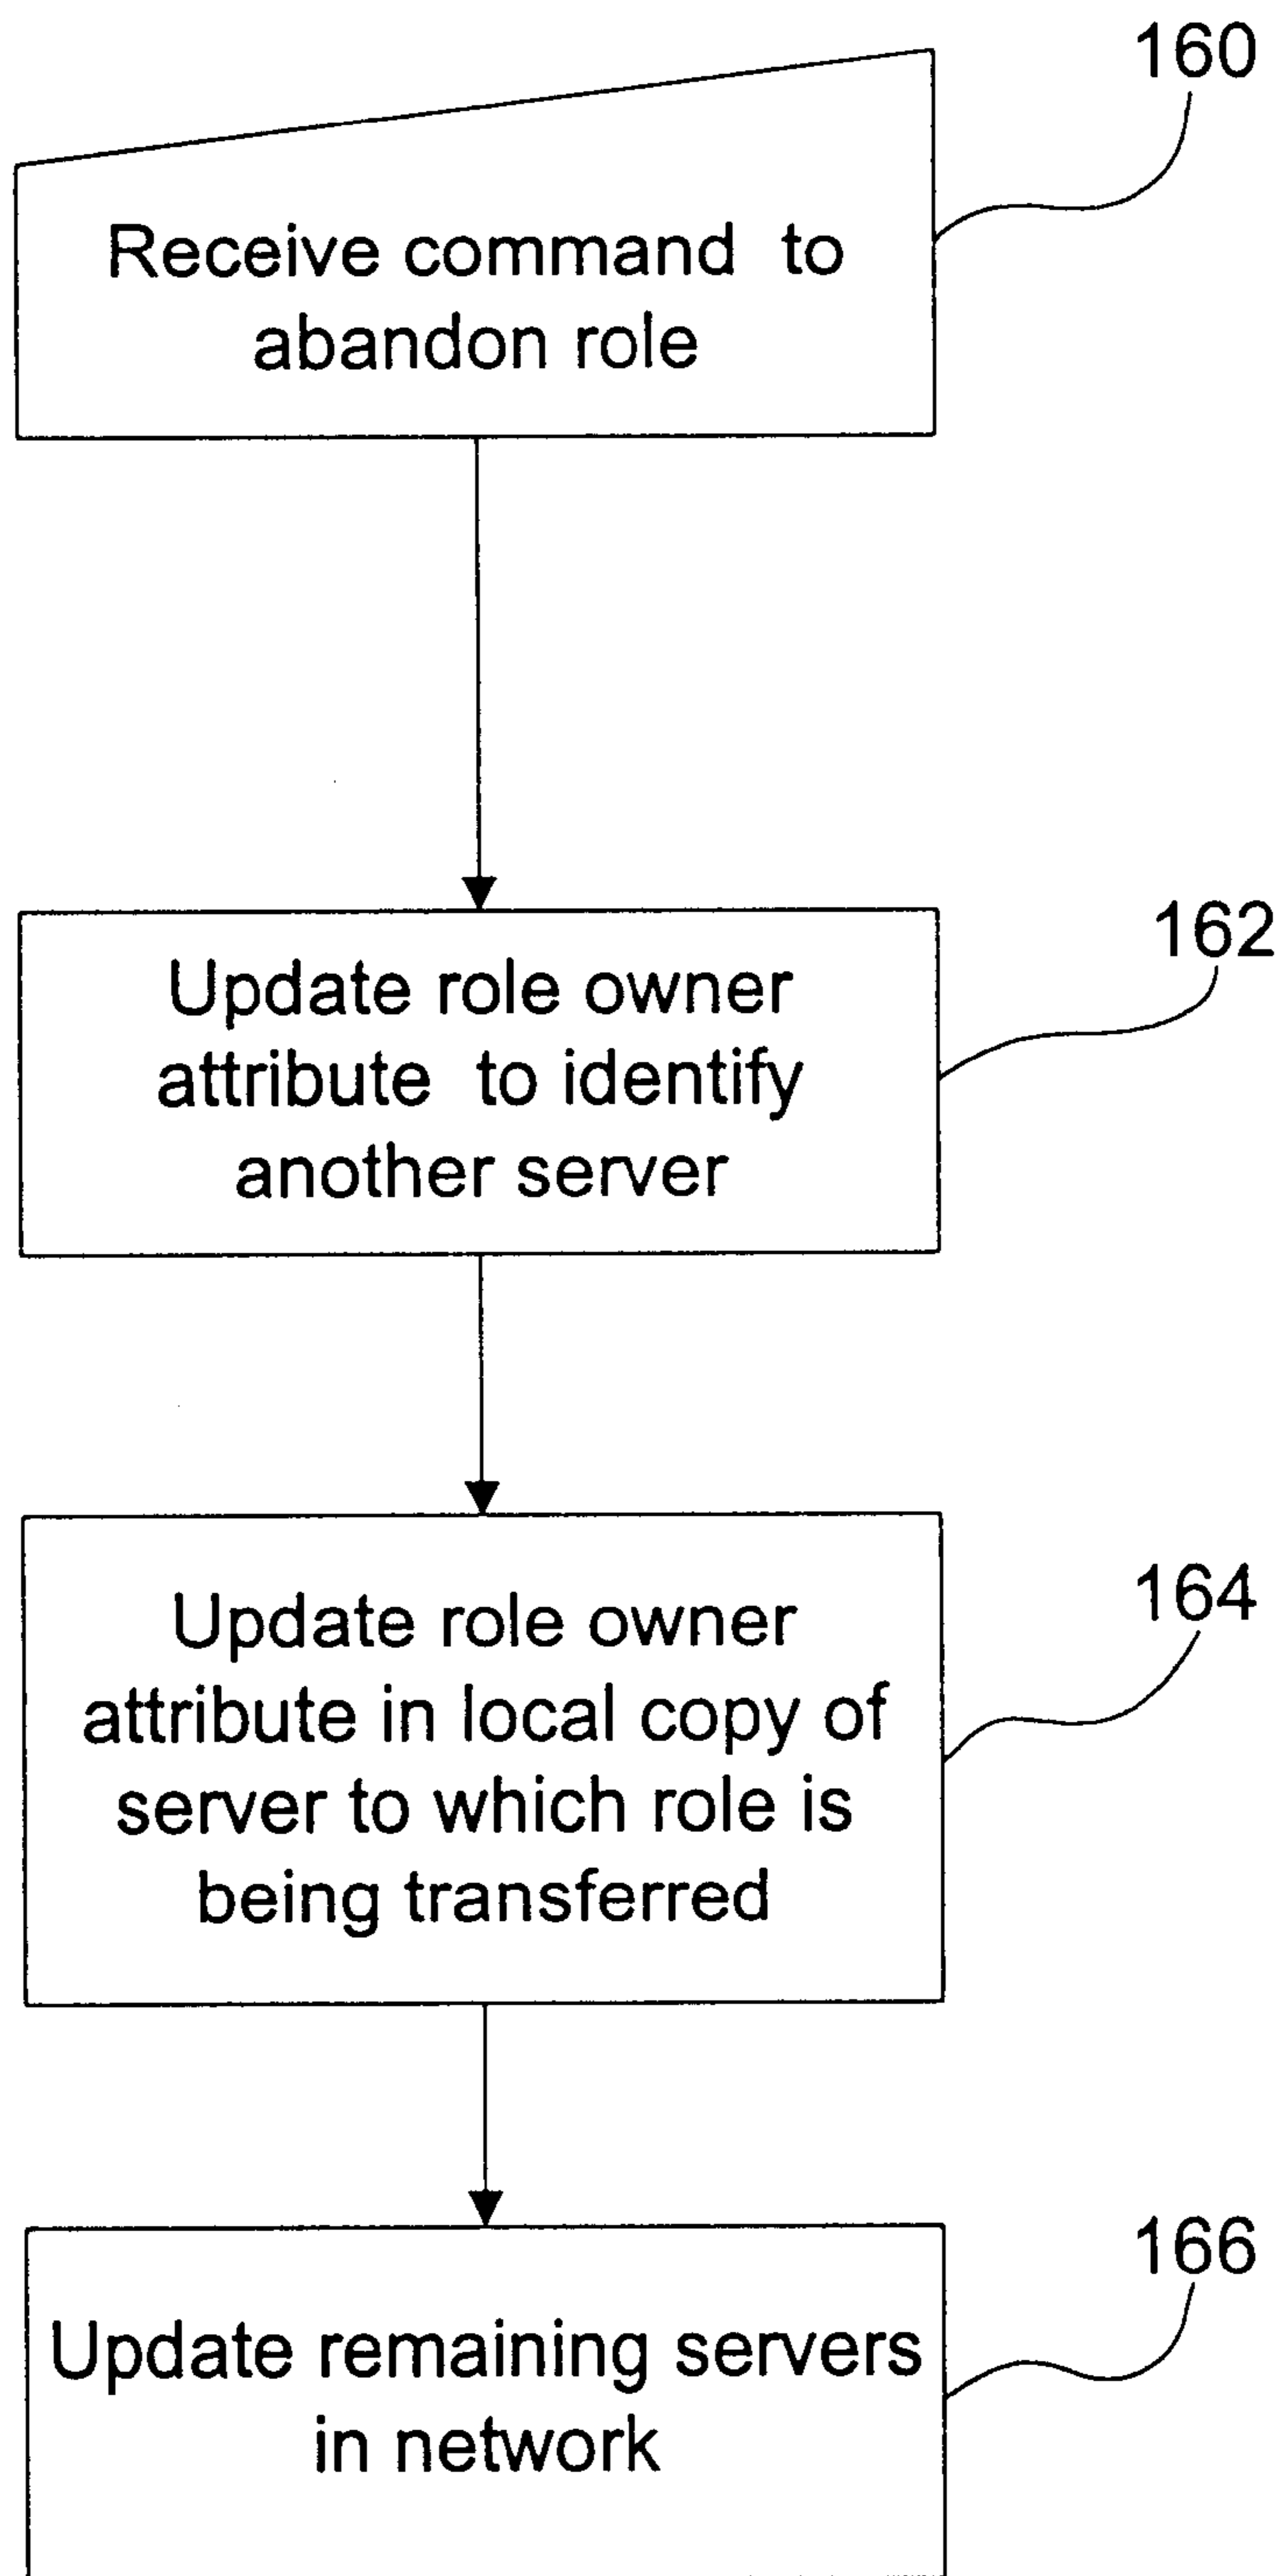 160
Receive command to
abandon role
162
Update role owner
attribute to identify
another server
164
Update role owner
attribute in local copy of
server to which role is
being transferred
166
Update remaining servers
in network